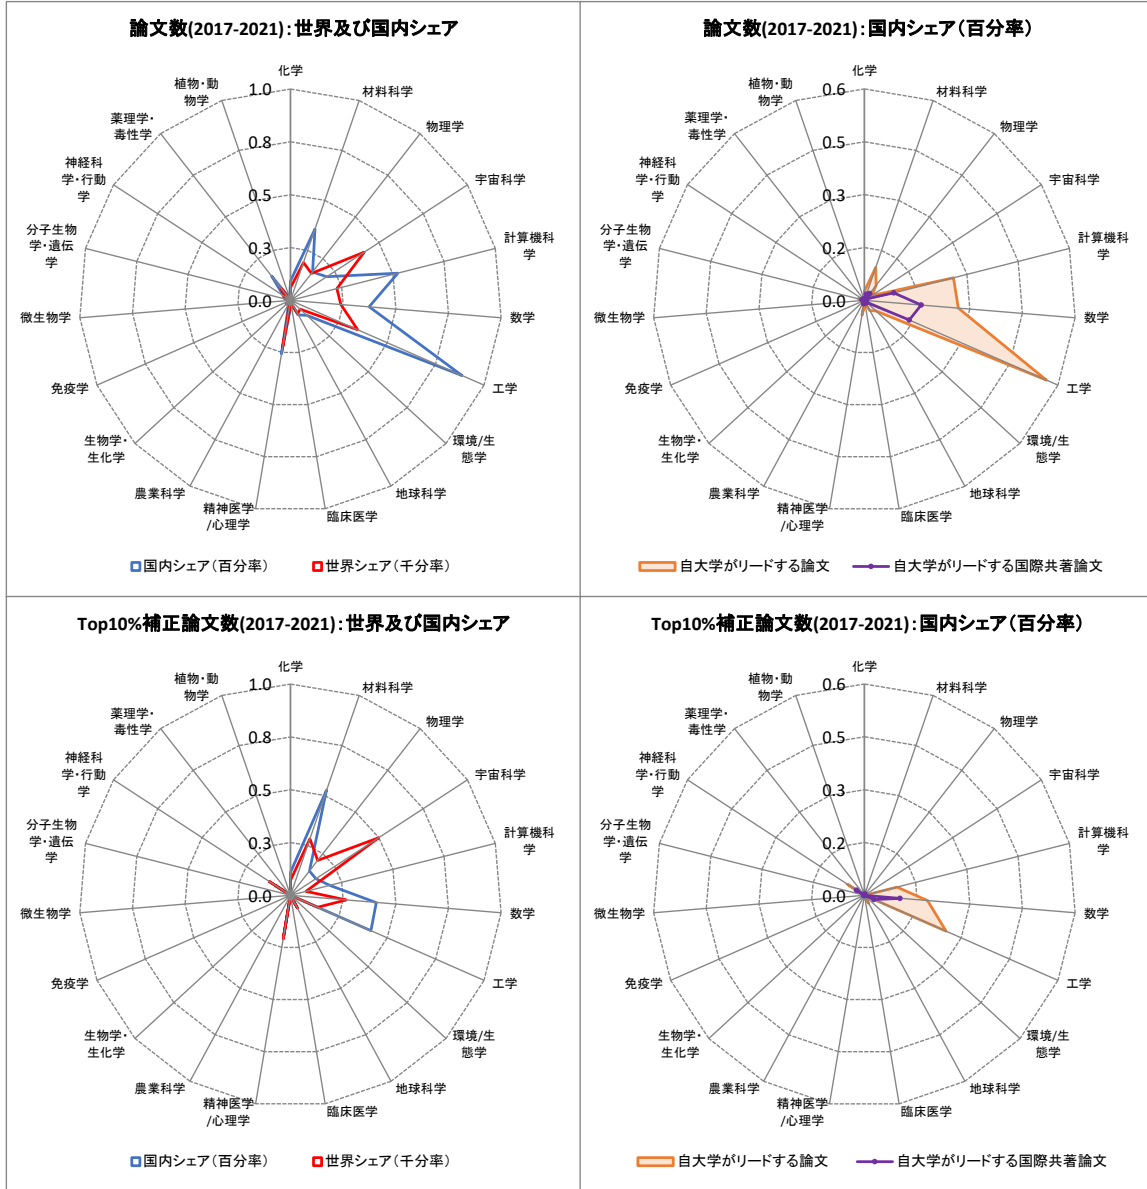 論文数(2017-2021):世界及び国内シェア
化学
材料科学
物理学
宇宙科学
計算機科
学
数学
工学
環境/生
態学
地球科学
臨床医学
精神医学
/心理学
農業科学
生物学・
生化学
免疫学
微生物学
分子生物
学・遺伝
学
神経科
学・行動
学
薬理学・
毒性学
植物・動
物学
1.0
0.8
0.5
0.3
0.0
国内シェア(百分率)
世界シェア(千分率)
論文数(2017-2021):国内シェア(百分率)
化学
材料科学
物理学
宇宙科学
計算機科
学
数学
工学
環境/生
態学
地球科学
臨床医学
精神医学
/心理学
農業科学
生物学・
生化学
免疫学
微生物学
分子生物
学・遺伝
学
神経科
学・行動
学
薬理学・
毒性学
植物・動
物学
0.6
0.5
0.3
0.2
0.0
自大学がリードする論文
自大学がリードする国際共著論文
Top10%補正論文数(2017-2021):世界及び国内シェア
化学
材料科学
物理学
宇宙科学
計算機科
学
数学
工学
環境/生
態学
地球科学
臨床医学
精神医学
/心理学
農業科学
生物学・
生化学
免疫学
微生物学
分子生物
学・遺伝
学
神経科
学・行動
学
薬理学・
毒性学
植物・動
物学
1.0
0.8
0.5
0.3
0.0
国内シェア(百分率)
世界シェア(千分率)
Top10%補正論文数(2017-2021):国内シェア(百分率)
化学
材料科学
物理学
宇宙科学
計算機科
学
数学
工学
環境/生
態学
地球科学
臨床医学
精神医学
/心理学
農業科学
生物学・
生化学
免疫学
微生物学
分子生物
学・遺伝
学
神経科
学・行動
学
薬理学・
毒性学
植物・動
物学
0.6
0.5
0.3
0.2
0.0
自大学がリードする論文
自大学がリードする国際共著論文